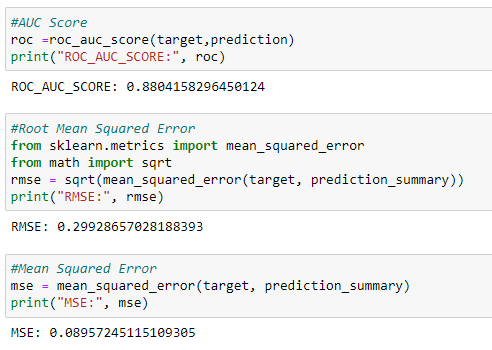 #AUC Score
roc =roc_auc_score(target,prediction)
print("ROC_AUC_SCORE:", roc)
ROC_AUC_SCORE: 0.8804158296450124
#Root Mean Squared Error
from sklearn.metrics import mean_squared_error
from math import sqrt
rmse = sqrt(mean_squared_error(target, prediction_summary))
print("RMSE:", rmse)
RMSE: 0.29928657028188393
#Mean Squared Error
mse = mean_squared_error(target, prediction_summary)
print("MSE:", mse)
MSE: 0.08957245115109305